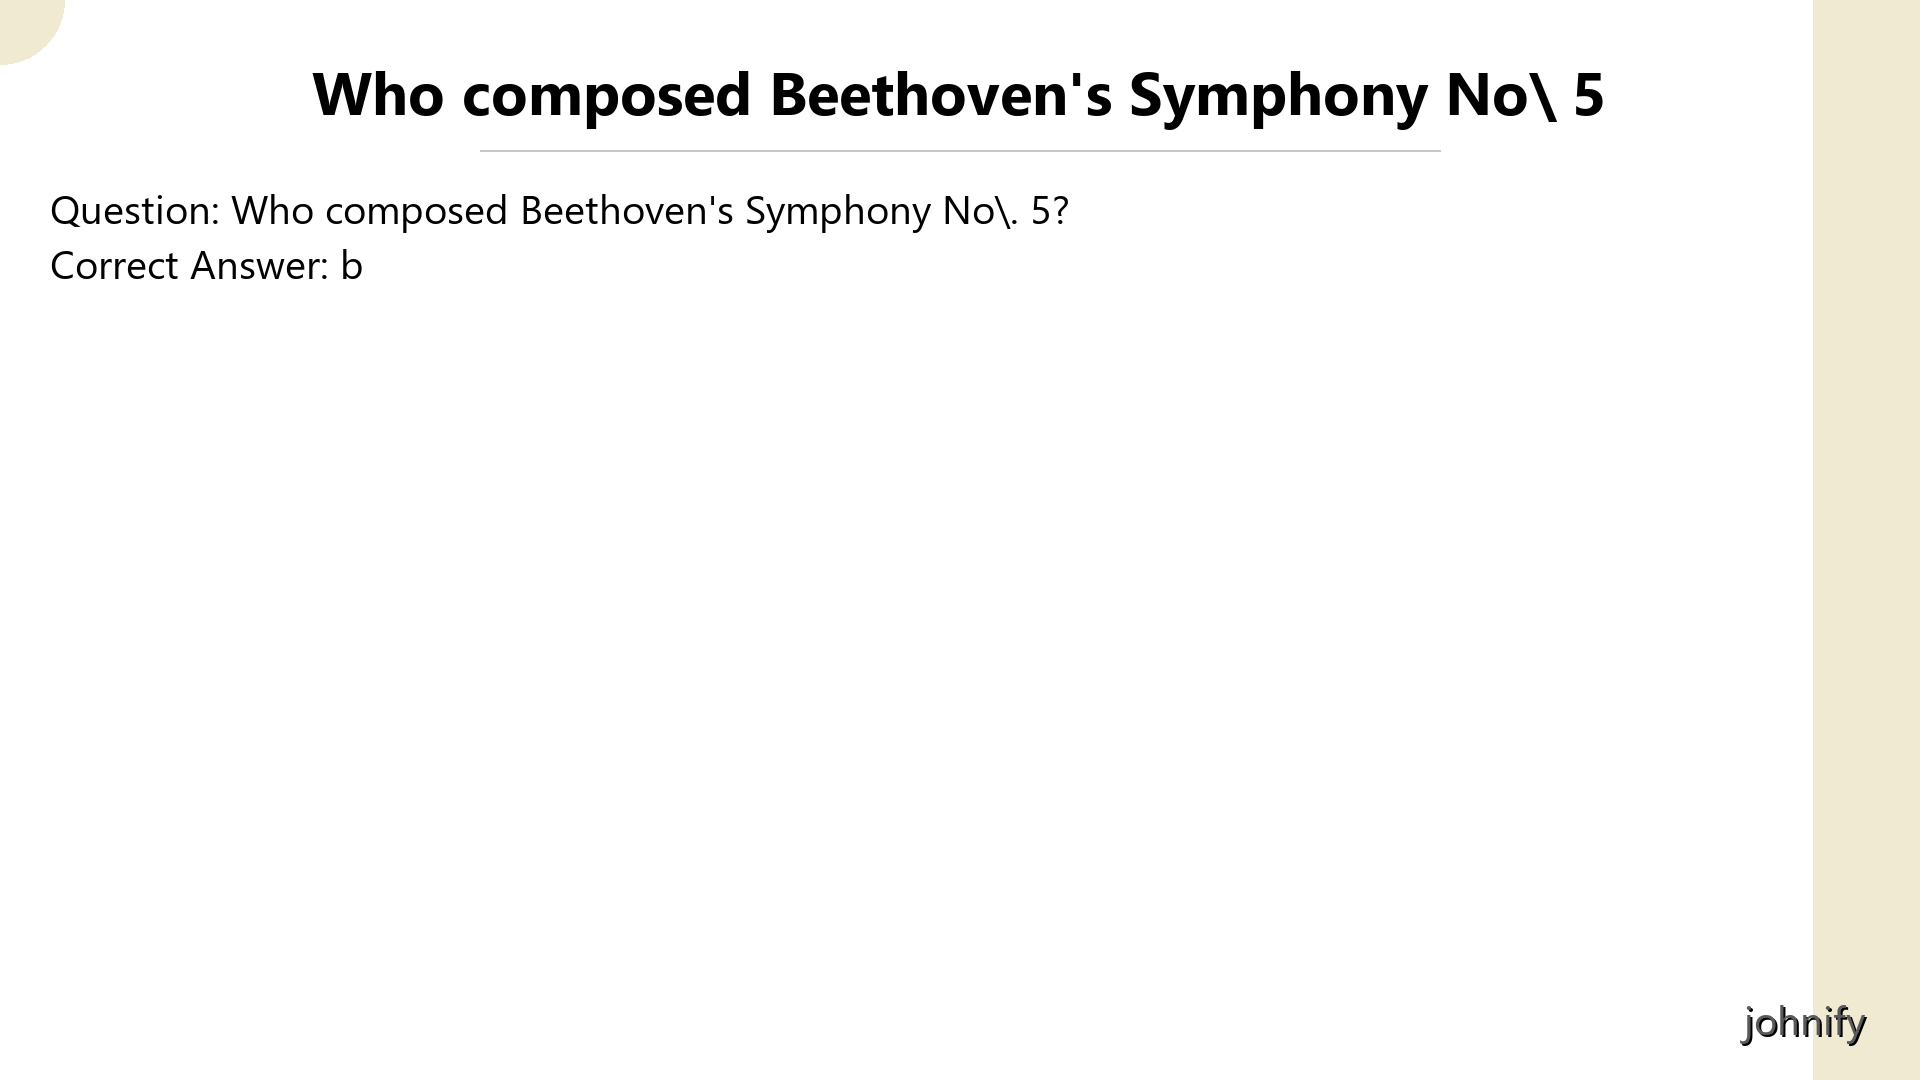 Who composed Beethoven's Symphony No\ 5
Question: Who composed Beethoven's Symphony No\. 5?
Correct Answer: b
johnify